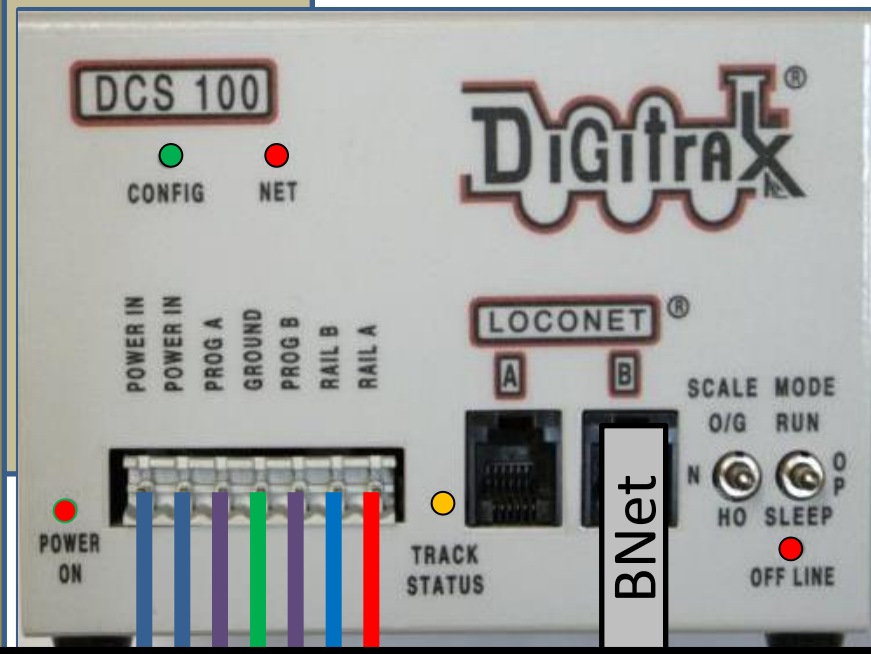 DCS 100
®
DiGitrax
CONFIG NET
POWER IN
POWER IN
PROG A
GROUND
PROG B
RAIL B
RAIL A
LOCONET ®
A B
SCALE MODE
O/G RUN
N
OP
HO SLEEP
POWER
ON
TRACK
STATUS
BNet
OFF LINE